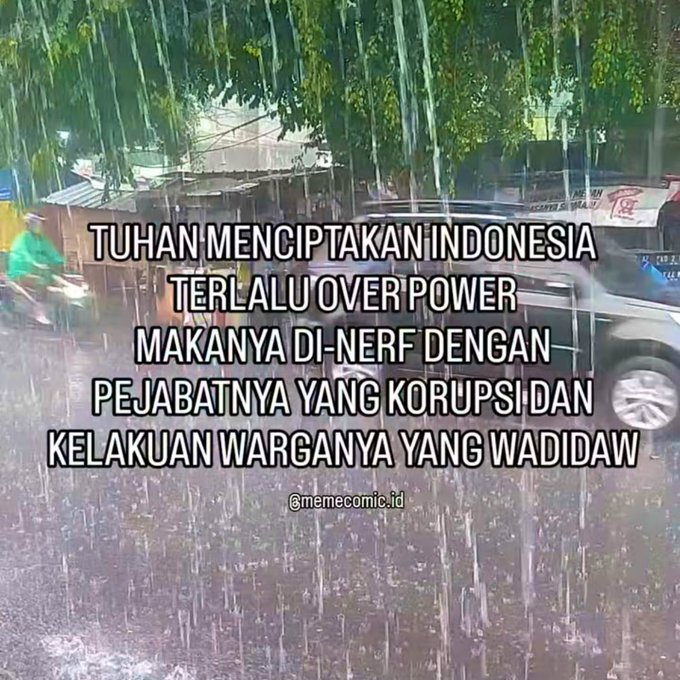 TUHAN MENCIPTAKAN INDONESIA
TERLALU OVER POWER
MAKANYA DI-NERF DENGAN
PEJABATNYA YANG KORUPSI DAN
KELAKUAN WARGANYA YANG WADIDAW
@memecomic.id